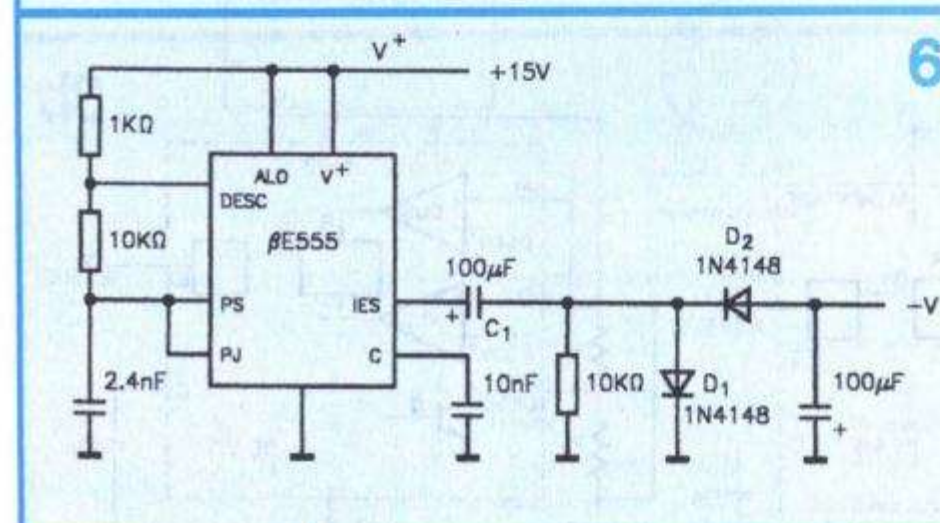 6
V+
+15V
1KΩ
ALO V+
DESC
βE555
10KΩ
D2
1N4148
100μF
PS
IES
+
C1
-V
PJ
C
2.4nF
10nF
10KΩ
D1
1N4148
100μF
+